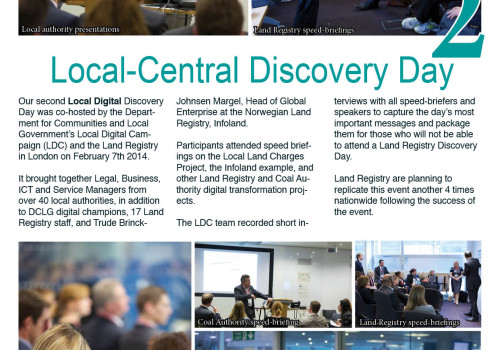 Local authority presentations
Land Registry speed-briefings
2
Local-Central Discovery Day
Our second Local Digital Discovery
Day was co-hosted by the Depart-
ment for Communities and Local
Government's Local Digital Cam-
paign (LDC) and the Land Registry
in London on February 7th 2014.
It brought together Legal, Business,
ICT and Service Managers from
over 40 local authorities, in addition
to DCLG digital champions, 17 Land
Registry staff, and Trude Brinck-
Johnsen Margel, Head of Global
Enterprise at the Norwegian Land
Registry, Infoland.
Participants attended speed brief-
ings on the Local Land Charges
Project, the Infoland example, and
other Land Registry and Coal Au-
thority digital transformation proj-
ects.
The LDC team recorded short in-
terviews with all speed-briefers and
speakers to capture the day's most
important messages and package
them for those who will not be able
to attend a Land Registry Discovery
Day.
Land Registry are planning to
replicate this event another 4 times
nationwide following the success of
the event.
Coal Authority speed-briefing
Land Registry speed-briefings